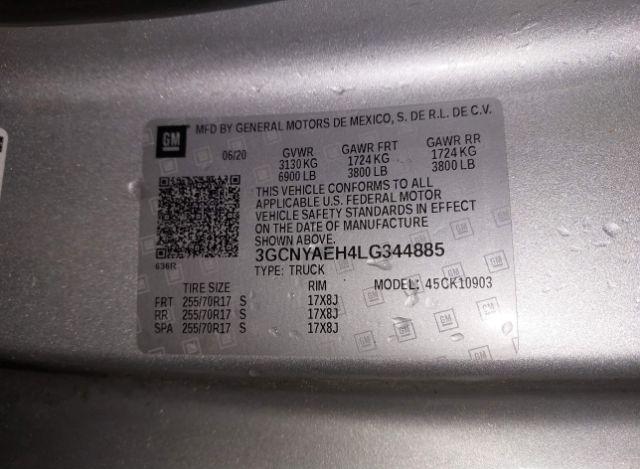 GM
MFD BY GENERAL MOTORS DE MEXICO, S. DE R.L. DE C.V.
06/20 GVWR GAWR FRT GAWR RR
3130 KG 1724 KG 1724 KG
6900 LB 3800 LB 3800 LB
THIS VEHICLE CONFORMS TO ALL
APPLICABLE U.S. FEDERAL MOTOR
VEHICLE SAFETY STANDARDS IN EFFECT
ON THE DATE OF MANUFACTURE
SHOWN ABOVE.
636R
3GCNYAEH4LG344885
TYPE: TRUCK MODEL: 45CK10903
TIRE SIZE RIM
FRT 255/70R17 S 17X8J
RR 255/70R17 S 17X8J
SPA 255/70R17 S 17X8J